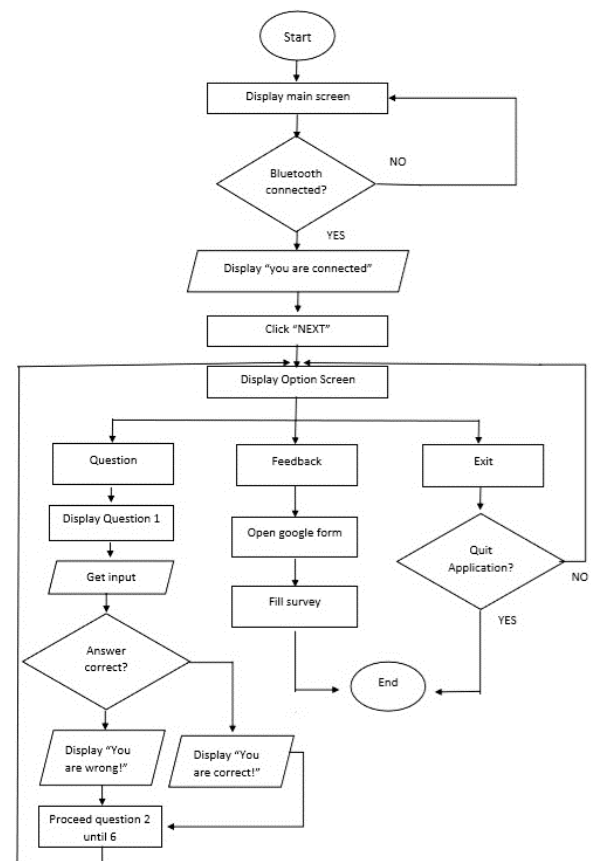 Start
Display main screen
NO
Bluetooth
connected?
YES
Display “you are connected”
Click “NEXT”
Display Option Screen
Question
Feedback
Exit
Display Question 1
Open google form
Quit
Application?
NO
Get input
Fill survey
YES
Answer
correct?
End
Display “You
are wrong!”
Display “You
are correct!”
Proceed question 2
until 6